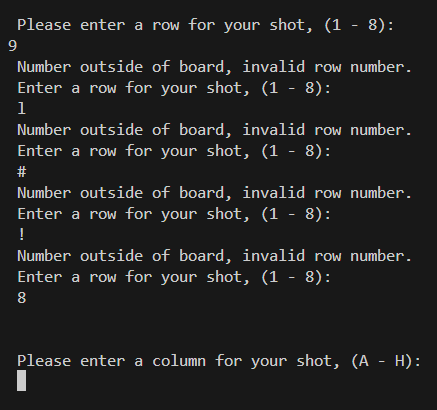 Please enter a row for your shot, (1 - 8):
9
Number outside of board, invalid row number.
Enter a row for your shot, (1 - 8):
l
Number outside of board, invalid row number.
Enter a row for your shot, (1 - 8):
#
Number outside of board, invalid row number.
Enter a row for your shot, (1 - 8):
!
Number outside of board, invalid row number.
Enter a row for your shot, (1 - 8):
8
Please enter a column for your shot, (A - H):